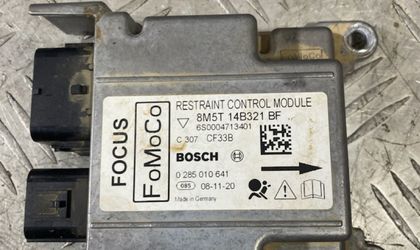 FOCUS
FoMoCo
RESTRAINT CONTROL MODULE
8M5T 14B321 BF
6S0004713401
C 307 CF33B
BOSCH
0 285 010 641
085 08-11-20
Made in Germany
FoMoCo